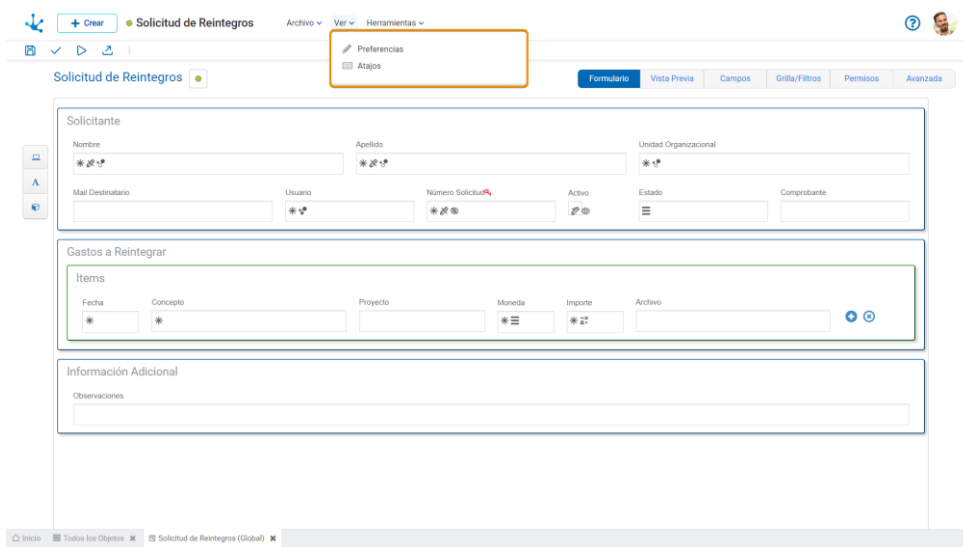 Crear
Solicitud de Reintegros
Archivo
Ver
Herramientas
Preferencias
Atajos
Solicitud de Reintegros
Formulario
Vista Previa
Campos
Grilla/Filtros
Permisos
Avanzada
Solicitante
Nombre
Apellido
Unidad Organizacional
Mail Destinatario
Usuario
Número Solicitud
Activo
Estado
Comprobante
Gastos a Reintegrar
Items
Fecha
Concepto
Proyecto
Moneda
Importe
Archivo
Información Adicional
Observaciones
Inicio
Todos los Objetos
Solicitud de Reintegros (Global)